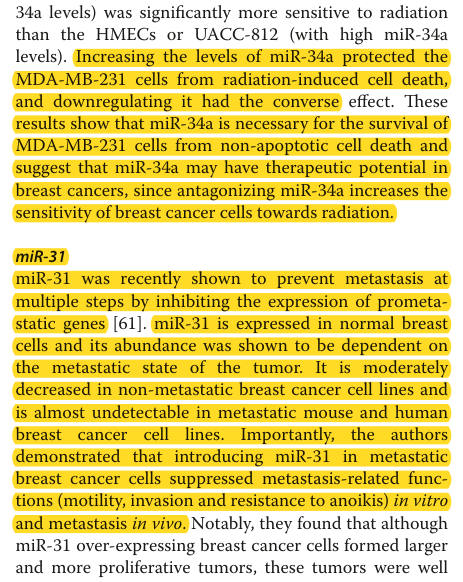 34a levels) was significantly more sensitive to radiation
than the HMECs or UACC-812 (with high miR-34a
levels). Increasing the levels of miR-34a protected the
MDA-MB-231 cells from radiation-induced cell death,
and downregulating it had the converse effect. These
results show that miR-34a is necessary for the survival of
MDA-MB-231 cells from non-apoptotic cell death and
suggest that miR-34a may have therapeutic potential in
breast cancers, since antagonizing miR-34a increases the
sensitivity of breast cancer cells towards radiation.
miR-31
miR-31 was recently shown to prevent metastasis at
multiple steps by inhibiting the expression of prometa-
static genes [61]. miR-31 is expressed in normal breast
cells and its abundance was shown to be dependent on
the metastatic state of the tumor. It is moderately
decreased in non-metastatic breast cancer cell lines and
is almost undetectable in metastatic mouse and human
breast cancer cell lines. Importantly, the authors
demonstrated that introducing miR-31 in metastatic
breast cancer cells suppressed metastasis-related func-
tions (motility, invasion and resistance to anoikis) in vitro
and metastasis in vivo. Notably, they found that although
miR-31 over-expressing breast cancer cells formed larger
and more proliferative tumors, these tumors were well